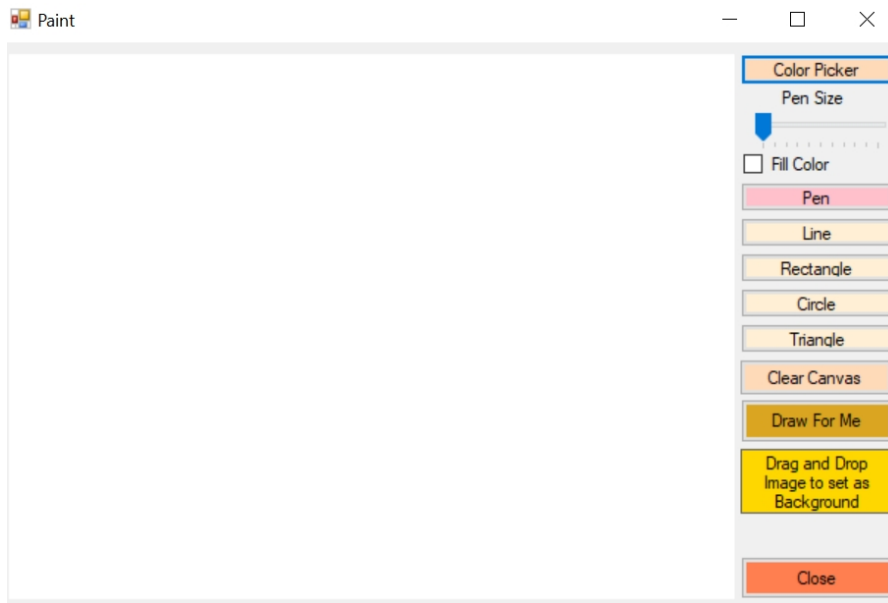 Paint
Color Picker
Pen Size
Fill Color
Pen
Line
Rectangle
Circle
Triangle
Clear Canvas
Draw For Me
Drag and Drop
Image to set as
Background
Close